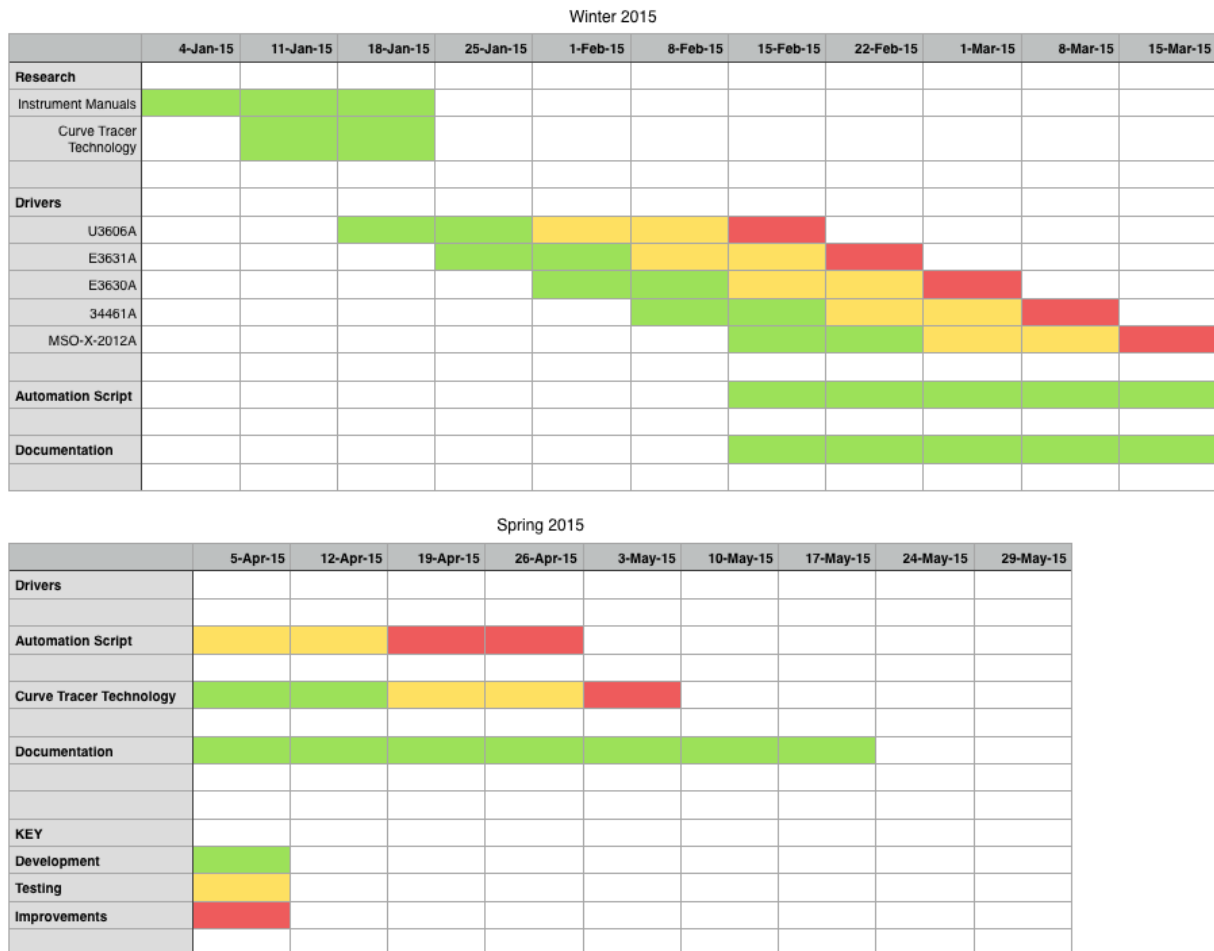 Winter 2015
4-Jan-15 11-Jan-15 18-Jan-15 25-Jan-15 1-Feb-15 8-Feb-15 15-Feb-15 22-Feb-15 1-Mar-15 8-Mar-15 15-Mar-15
Research
Instrument Manuals
Curve Tracer
Technology
Drivers
U3606A
E3631A
E3630A
34461A
MSO-X-2012A
Automation Script
Documentation
Spring 2015
5-Apr-15 12-Apr-15 19-Apr-15 26-Apr-15 3-May-15 10-May-15 17-May-15 24-May-15 29-May-15
Drivers
Automation Script
Curve Tracer Technology
Documentation
KEY
Development
Testing
Improvements